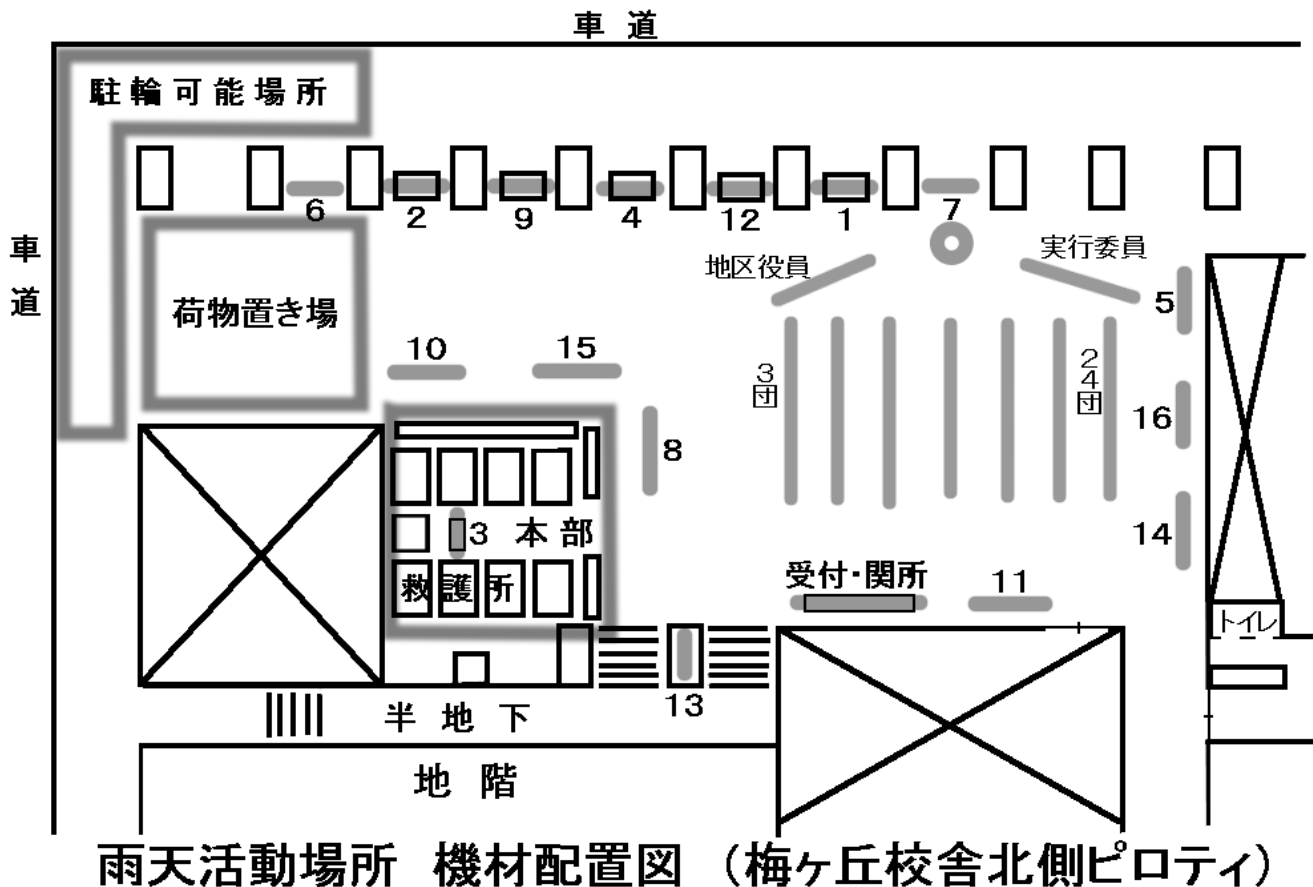 車 道
駐輪可能場所
6
2
9
4
12
1
7
車
道
地区役員
実行委員
荷物置き場
5
10
15
3団
24団
16
8
3 本部
14
救護所
受付・関所
11
トイレ
13
半地下
地階
雨天活動場所 機材配置図 (梅ヶ丘校舎北側ピロティ)